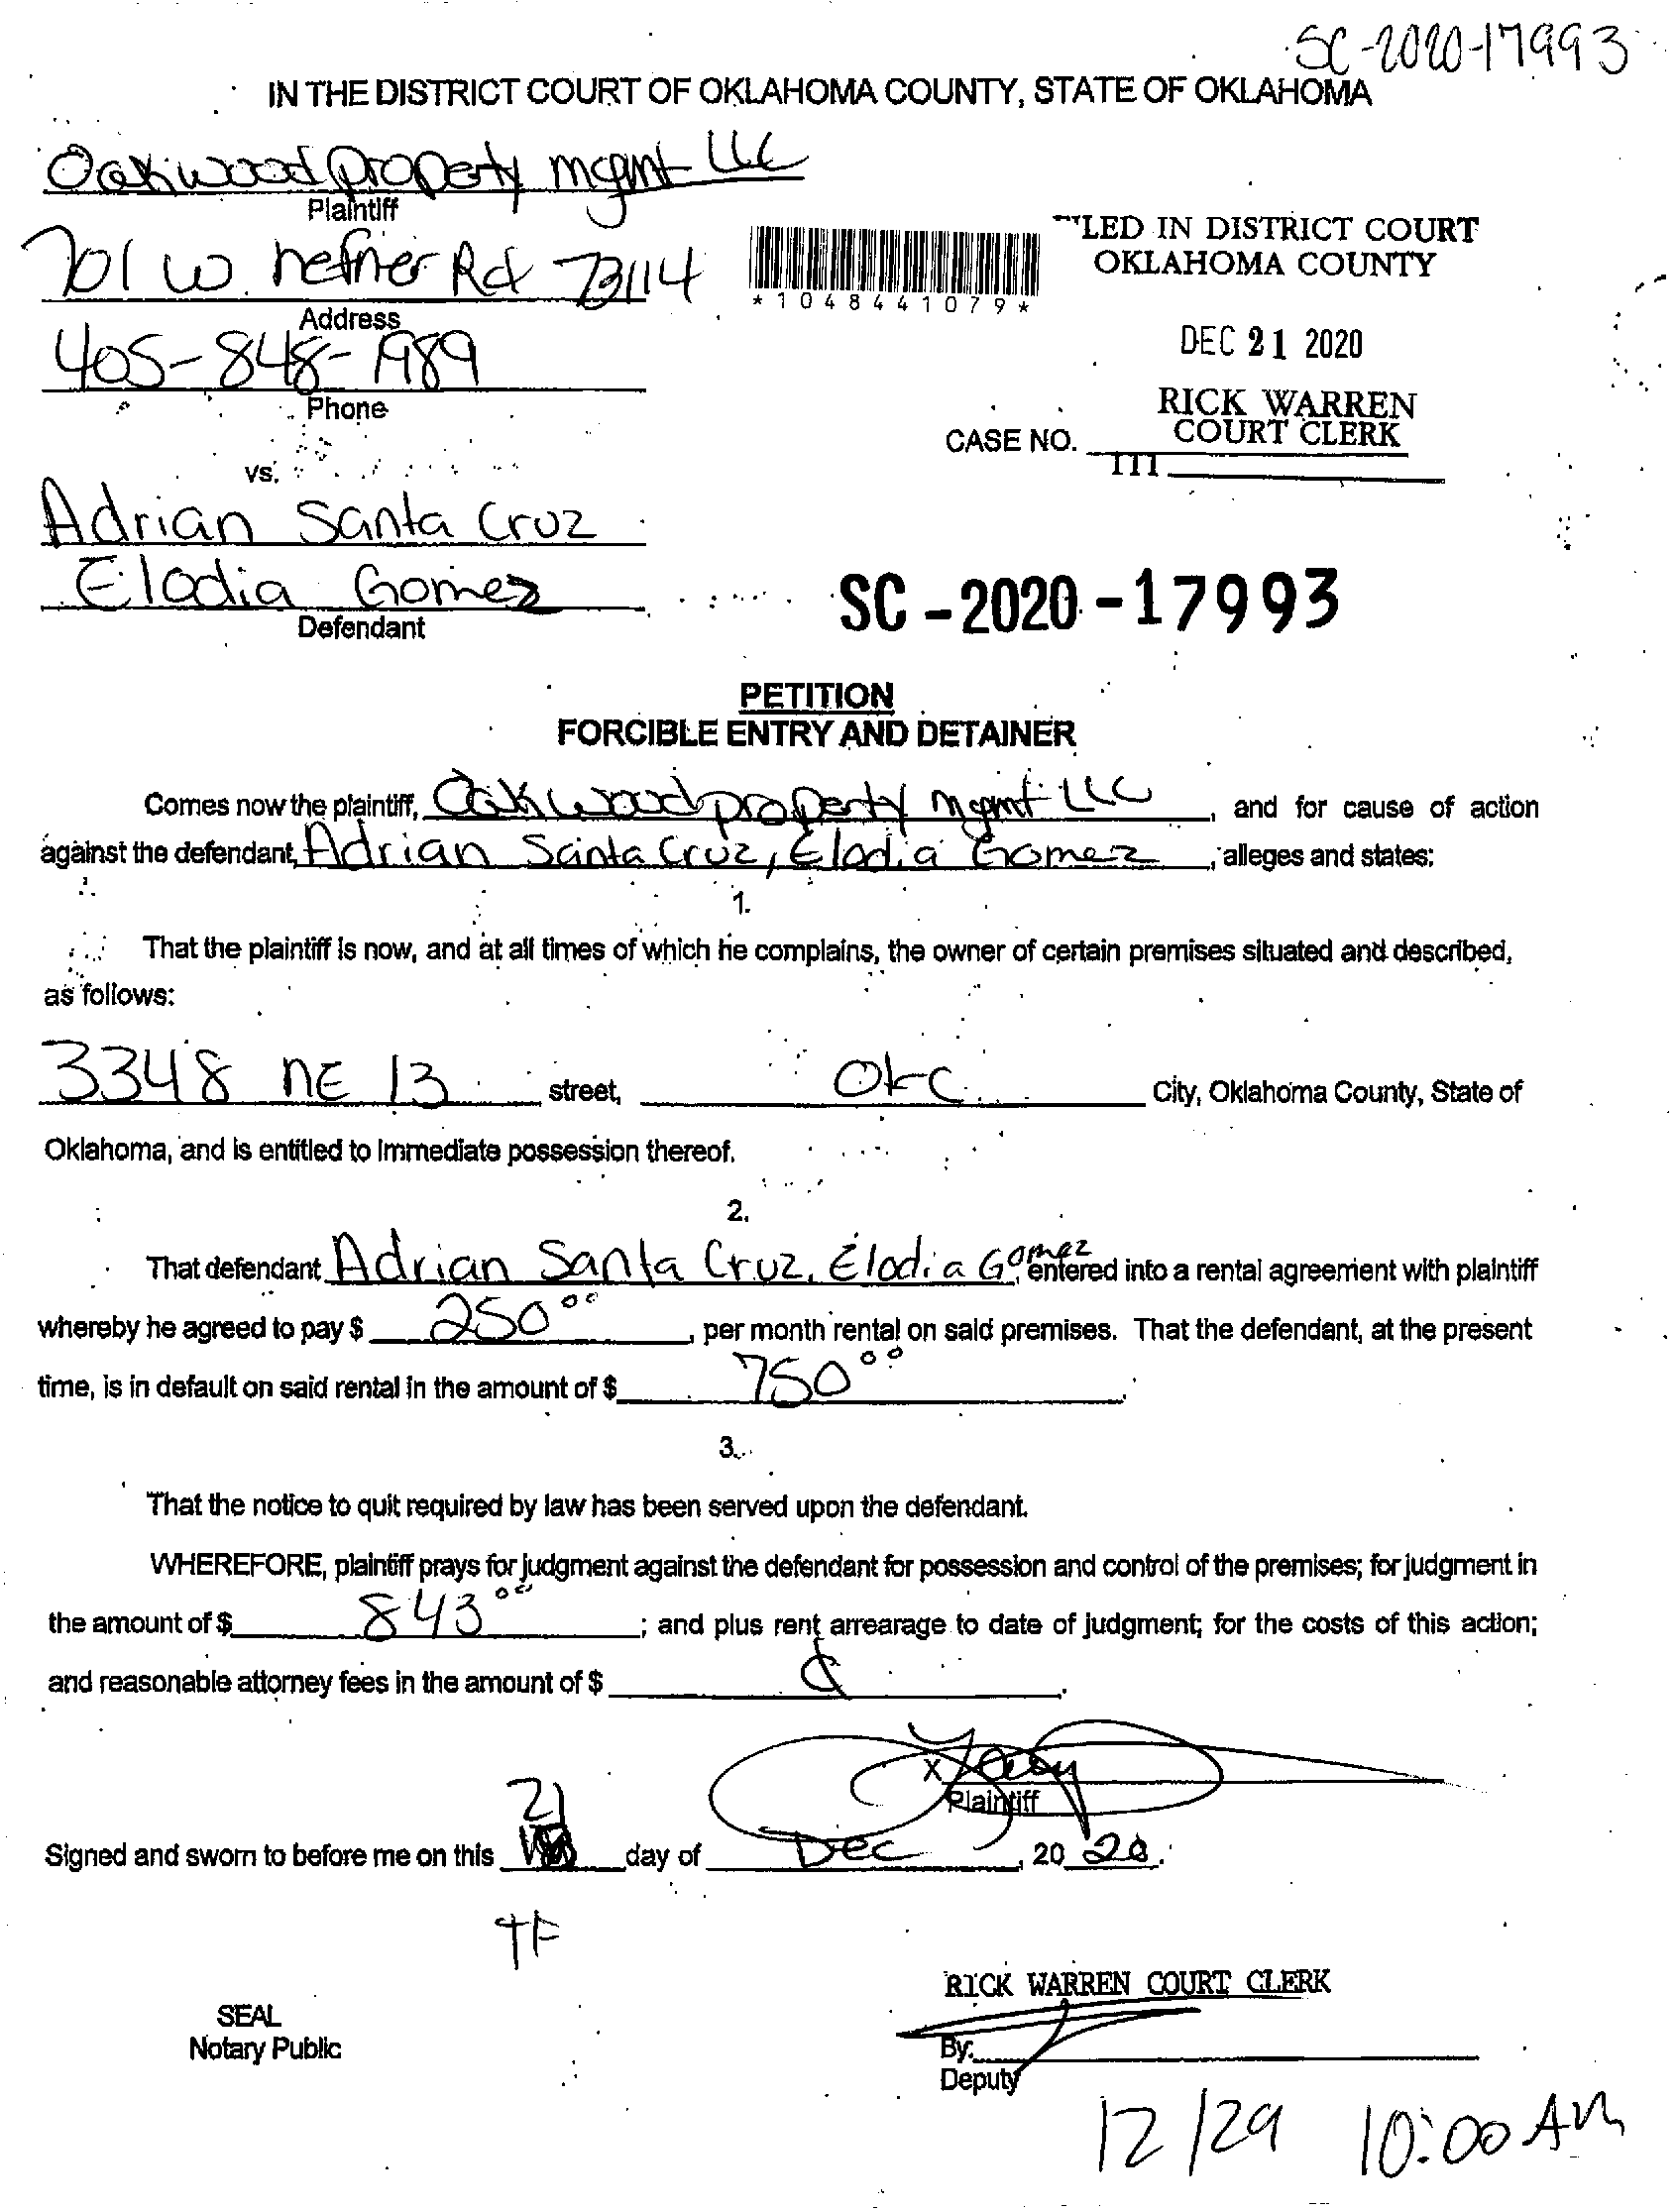 SC-2020-17993
IN THE DISTRICT COURT OF OKLAHOMA COUNTY, STATE OF OKLAHOMA
Oakwood property mgmt LLC
Plaintiff
701 W. hefner Rd 73114
Address
405-848-1989
Phone
*1048441079*
LED IN DISTRICT COURT
OKLAHOMA COUNTY
DEC 21 2020
RICK WARREN
COURT CLERK
CASE NO.
111
vs.
Adrian Santa Cruz
Elodia Gomez
Defendant
SC-2020-17993
PETITION
FORCIBLE ENTRY AND DETAINER
Comes now the plaintiff, Oakwood property mgmt LLC, and for cause of action
against the defendant, Adrian Santa Cruz, Elodia Gomez, alleges and states:
1.
That the plaintiff is now, and at all times of which he complains, the owner of certain premises situated and described,
as follows:
3348 NE 13 street, OKC City, Oklahoma County, State of
Oklahoma, and is entitled to immediate possession thereof.
2.
That defendant Adrian Santa Cruz, Elodia Gomez, entered into a rental agreement with plaintiff
whereby he agreed to pay $ 250 00, per month rental on said premises. That the defendant, at the present
time, is in default on said rental in the amount of $ 750 00.
3.
That the notice to quit required by law has been served upon the defendant.
WHEREFORE, plaintiff prays for judgment against the defendant for possession and control of the premises; for judgment in
the amount of $ 843 00; and plus rent arrearage to date of judgment; for the costs of this action;
and reasonable attorney fees in the amount of $
X
Plaintiff
21
Signed and sworn to before me on this day of Dec, 20 20.
TF
RICK WARREN COURT CLERK
SEAL
Notary Public
By:
Deputy
12/29 10:00 AM